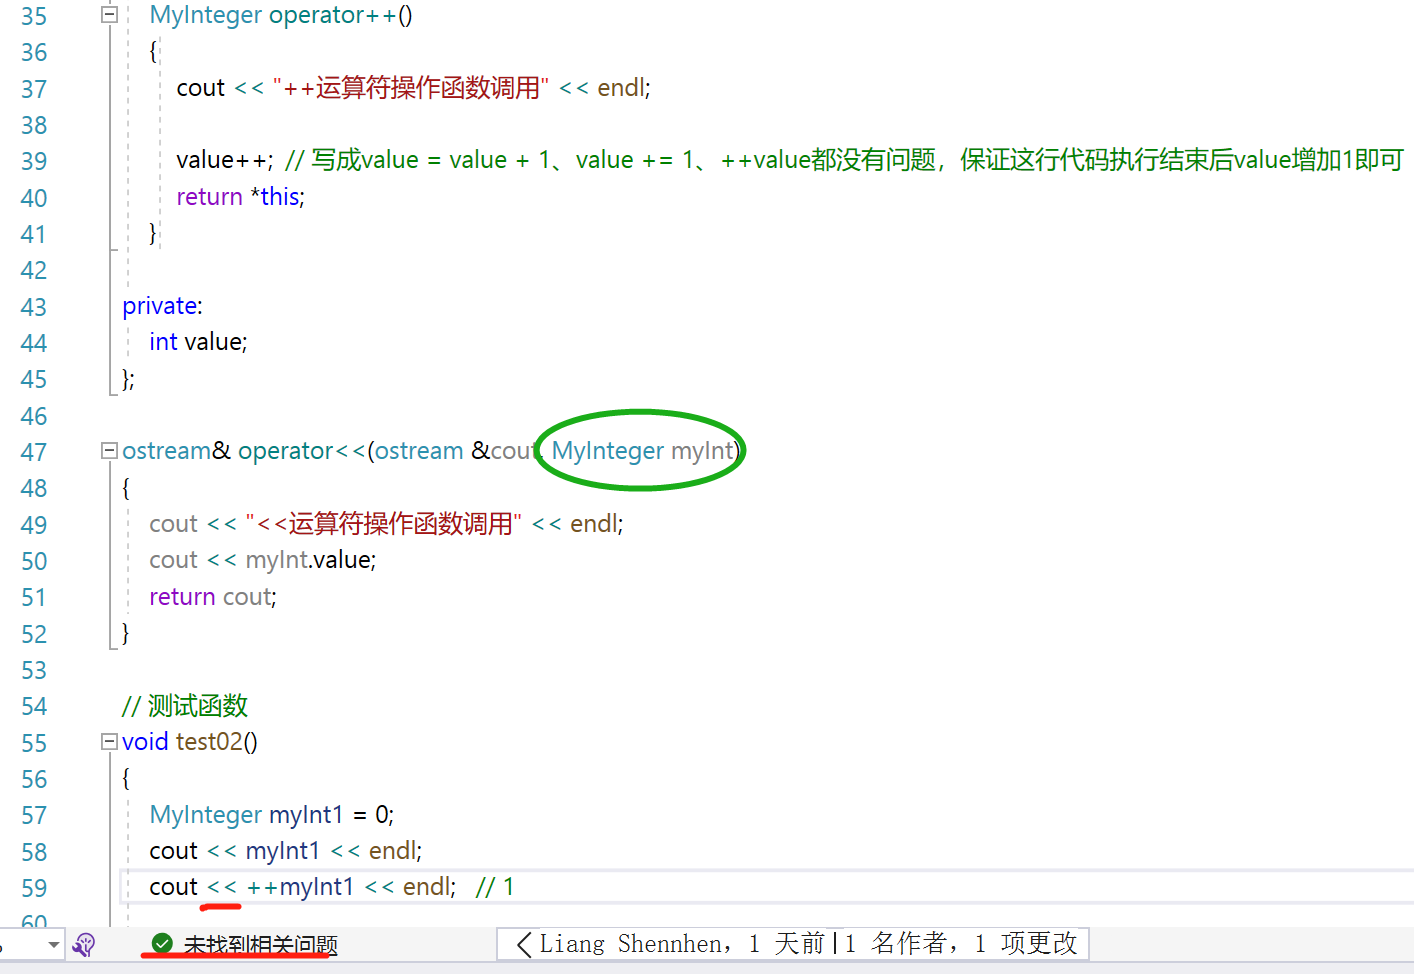 35 MyInteger operator++()
36 {
37 cout << "++运算符操作函数调用" << endl;
38
39 value++; // 写成value = value + 1、value += 1、++value都没有问题，保证这行代码执行结束后value增加1即可
40 return *this;
41 }
42
43 private:
44 int value;
45 };
46
47 ostream& operator<<(ostream &cout, MyInteger myInt)
48 {
49 cout << "<<运算符操作函数调用" << endl;
50 cout << myInt.value;
51 return cout;
52 }
53
54 // 测试函数
55 void test02()
56 {
57 MyInteger myInt1 = 0;
58 cout << myInt1 << endl;
59 cout << ++myInt1 << endl; // 1
60
未找到相关问题 Liang Shennhen，1 天前|1 名作者，1 项更改